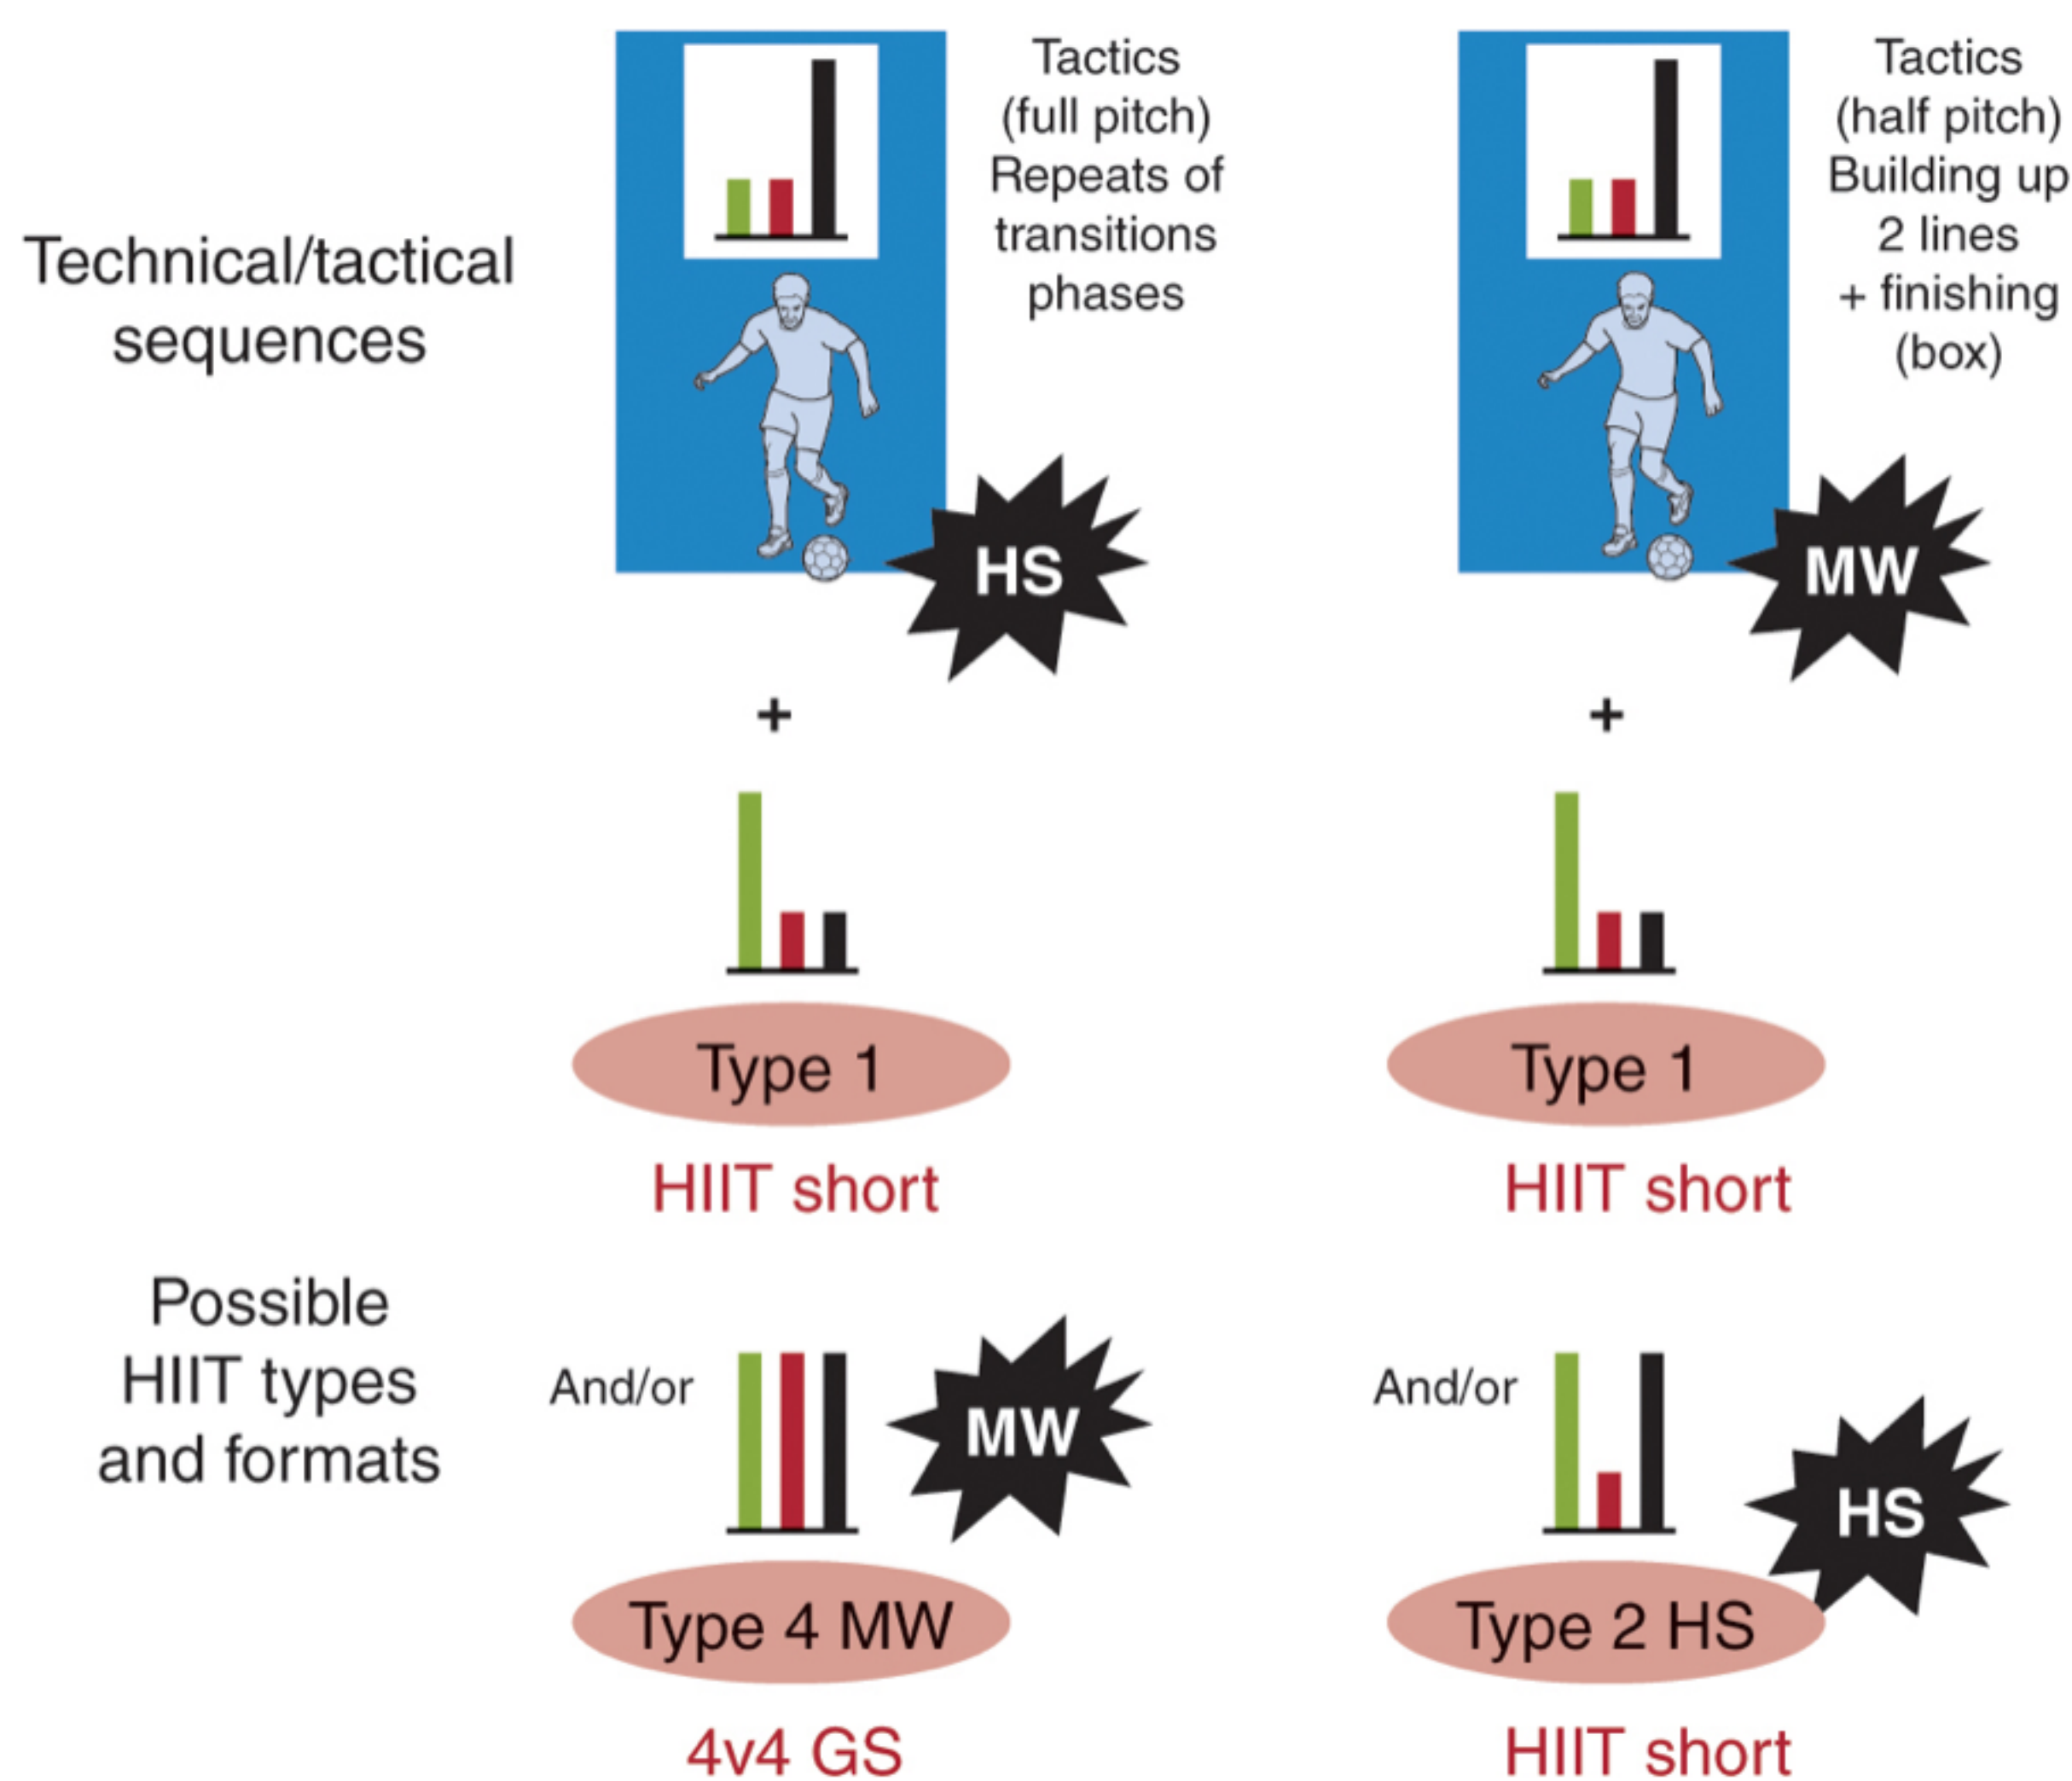 Technical/tactical
sequences
Tactics
(full pitch)
Repeats of
transitions
phases
HS
Tactics
(half pitch)
Building up
2 lines
+ finishing
(box)
MW
+
+
Type 1
HIIT short
Type 1
HIIT short
Possible
HIIT types
and formats
And/or
MW
Type 4 MW
4v4 GS
And/or
HS
Type 2 HS
HIIT short